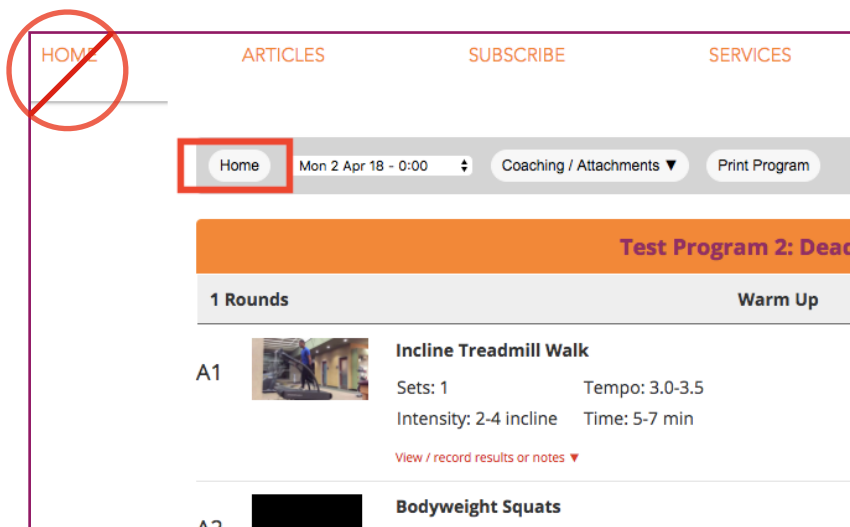 HOME ARTICLES SUBSCRIBE SERVICES
Home Mon 2 Apr 18 - 0:00 Coaching / Attachments ▼ Print Program
Test Program 2:
1 Rounds Warm Up
A1
Incline Treadmill Walk
Sets: 1 Tempo: 3.0-3.5
Intensity: 2-4 incline Time: 5-7 min
View / record results or notes ▼
Bodyweight Squats